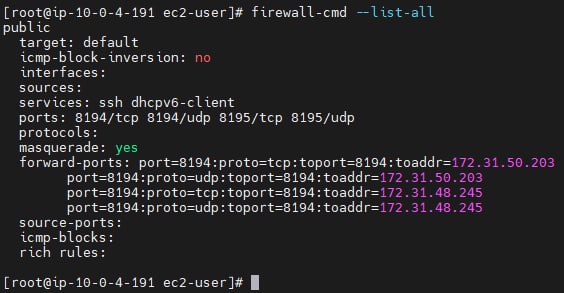 [root@ip-10-0-4-191 ec2-user]# firewall-cmd --list-all
public
  target: default
  icmp-block-inversion: no
  interfaces:
  sources:
  services: ssh dhcpv6-client
  ports: 8194/tcp 8194/udp 8195/tcp 8195/udp
  protocols:
  masquerade: yes
  forward-ports: port=8194:proto=tcp:toport=8194:toaddr=172.31.50.203
        port=8194:proto=udp:toport=8194:toaddr=172.31.50.203
        port=8194:proto=tcp:toport=8194:toaddr=172.31.48.245
        port=8194:proto=udp:toport=8194:toaddr=172.31.48.245
  source-ports:
  icmp-blocks:
  rich rules:
[root@ip-10-0-4-191 ec2-user]#